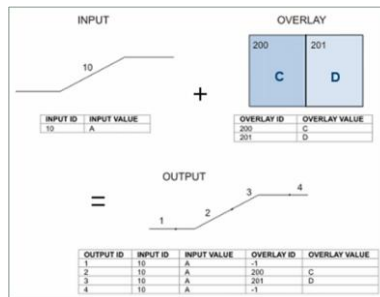 INPUT
OVERLAY
10
+
200
201
C
D
INPUT ID INPUT VALUE
10 A
OVERLAY ID OVERLAY VALUE
200 C
201 D
=
OUTPUT
1
2
3
4
OUTPUT ID INPUT ID INPUT VALUE OVERLAY ID OVERLAY VALUE
1 10 A -1
2 10 A 200 C
3 10 A 201 D
4 10 A -1